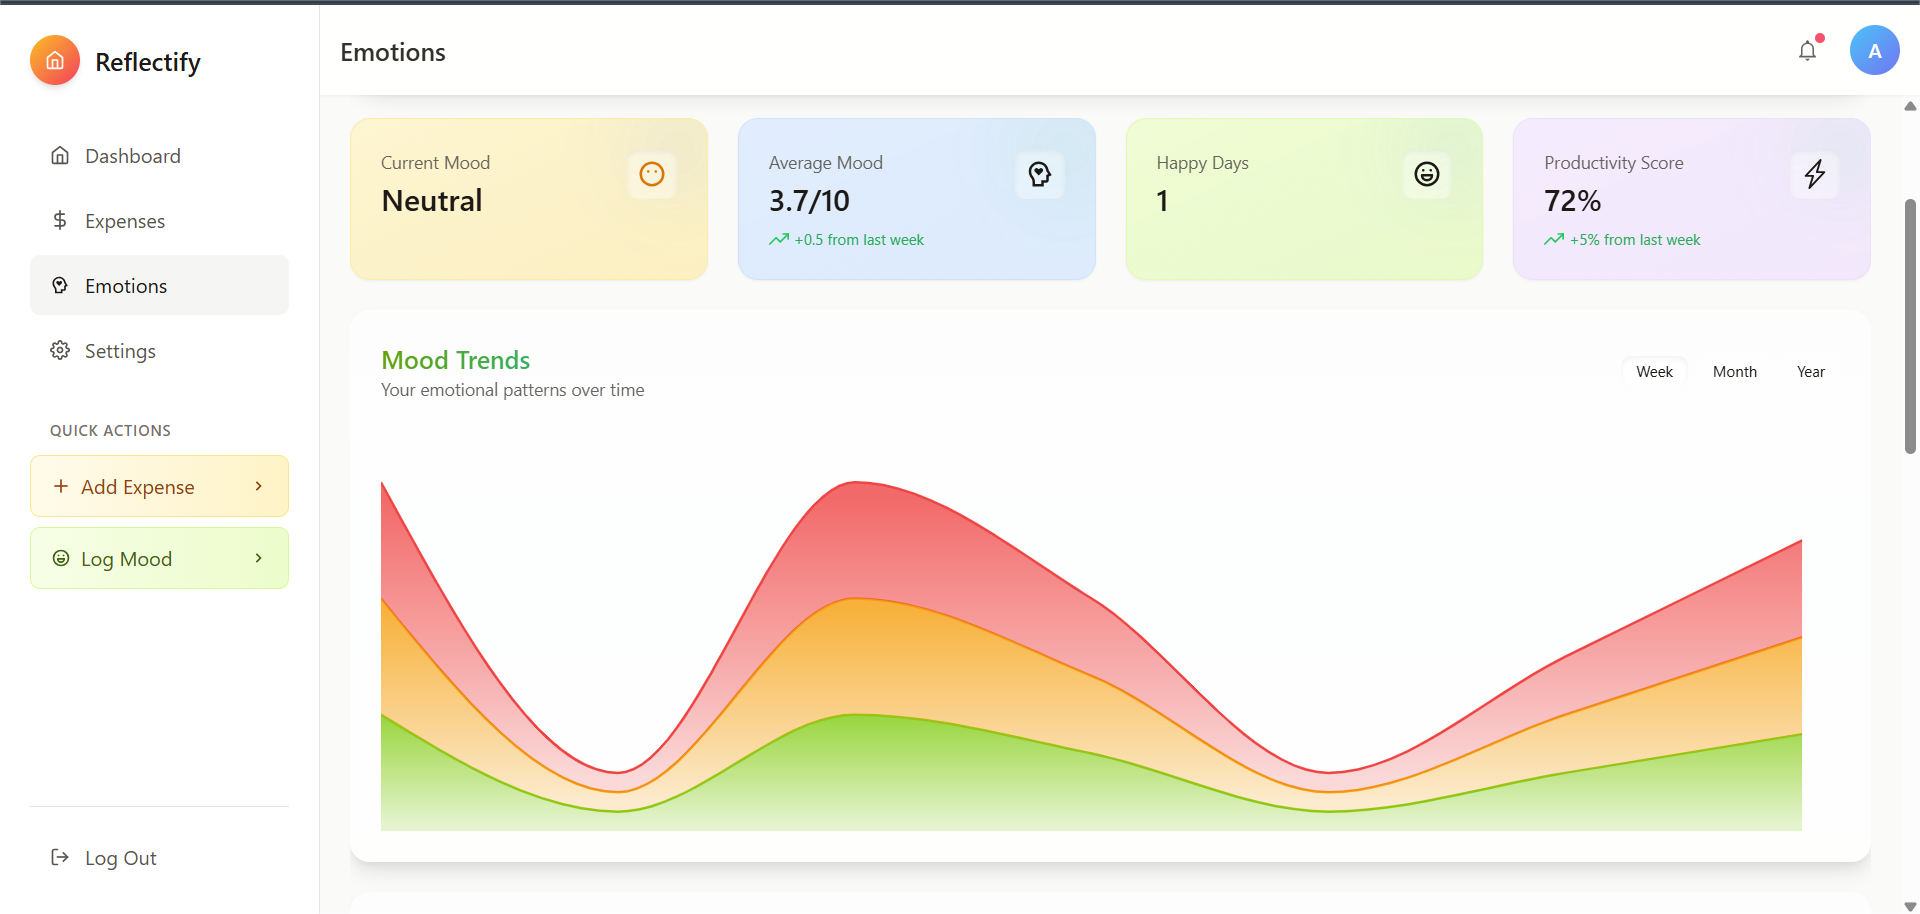 Reflectify
Dashboard
Expenses
Emotions
Settings
QUICK ACTIONS
Add Expense
Log Mood
Log Out
Emotions
A
Current Mood
Neutral
Average Mood
3.7/10
+0.5 from last week
Happy Days
1
Productivity Score
72%
+5% from last week
Mood Trends
Your emotional patterns over time
Week Month Year